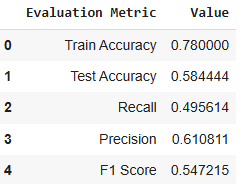 Evaluation Metric Value
0 Train Accuracy 0.780000
1 Test Accuracy 0.584444
2 Recall 0.495614
3 Precision 0.610811
4 F1 Score 0.547215